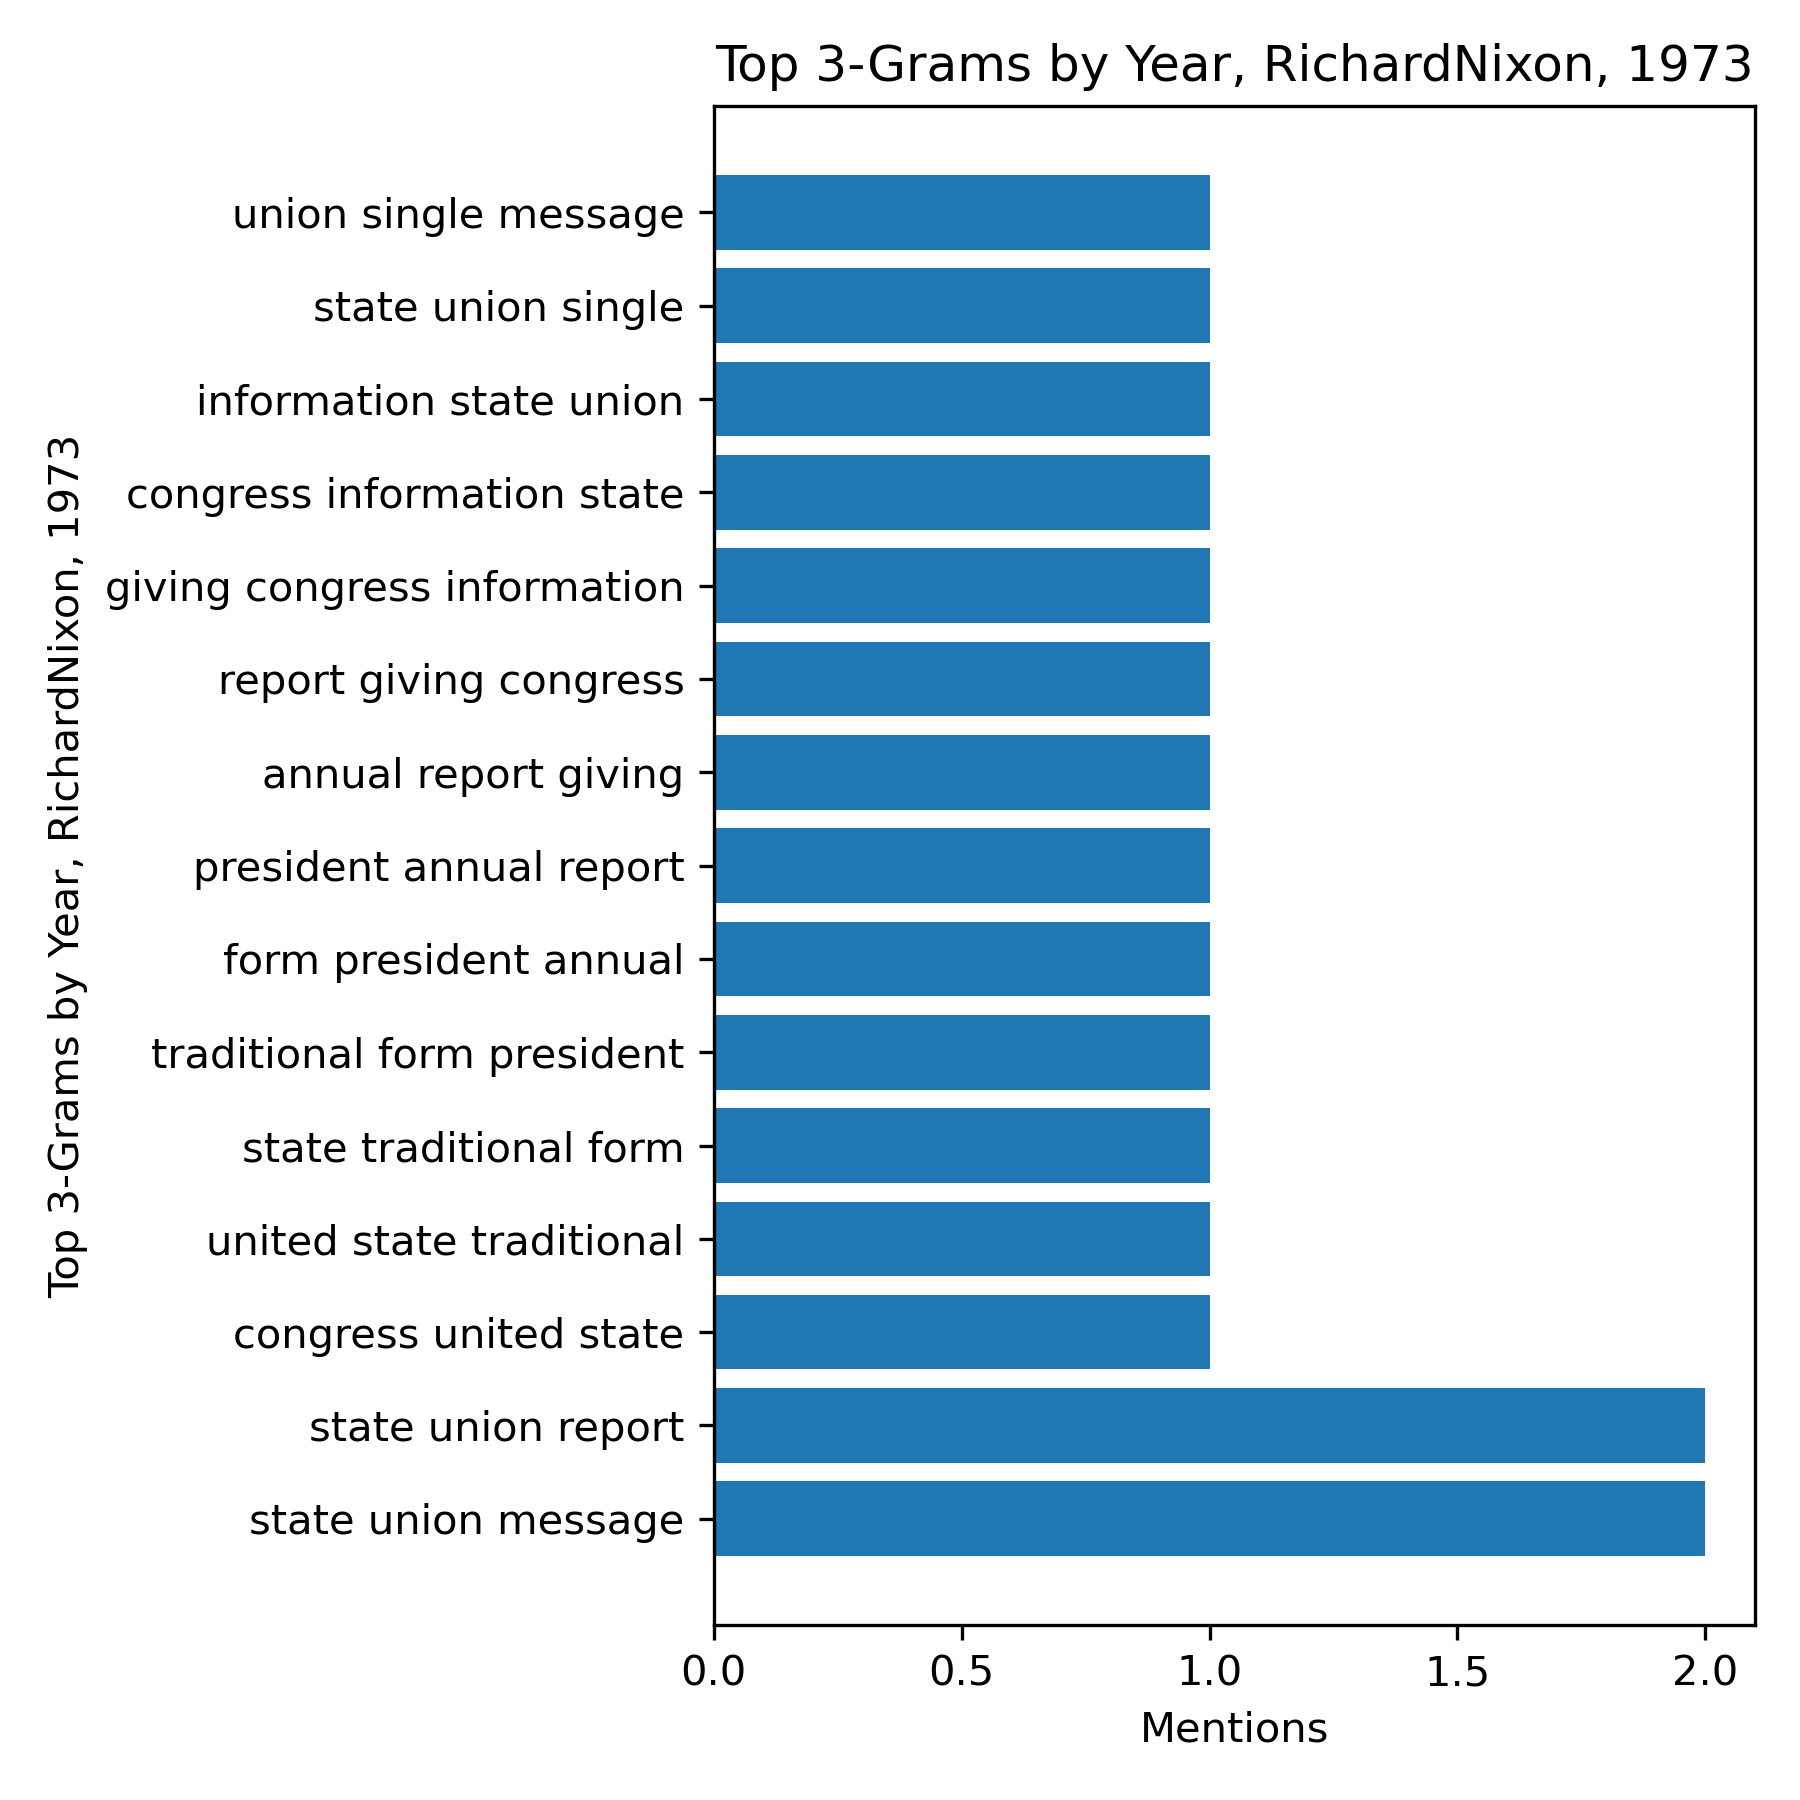 Top 3-Grams by Year, RichardNixon, 1973
Top 3-Grams by Year, RichardNixon, 1973
union single message
state union single
information state union
congress information state
giving congress information
report giving congress
annual report giving
president annual report
form president annual
traditional form president
state traditional form
united state traditional
congress united state
state union report
state union message
0.0 0.5 1.0 1.5 2.0
Mentions